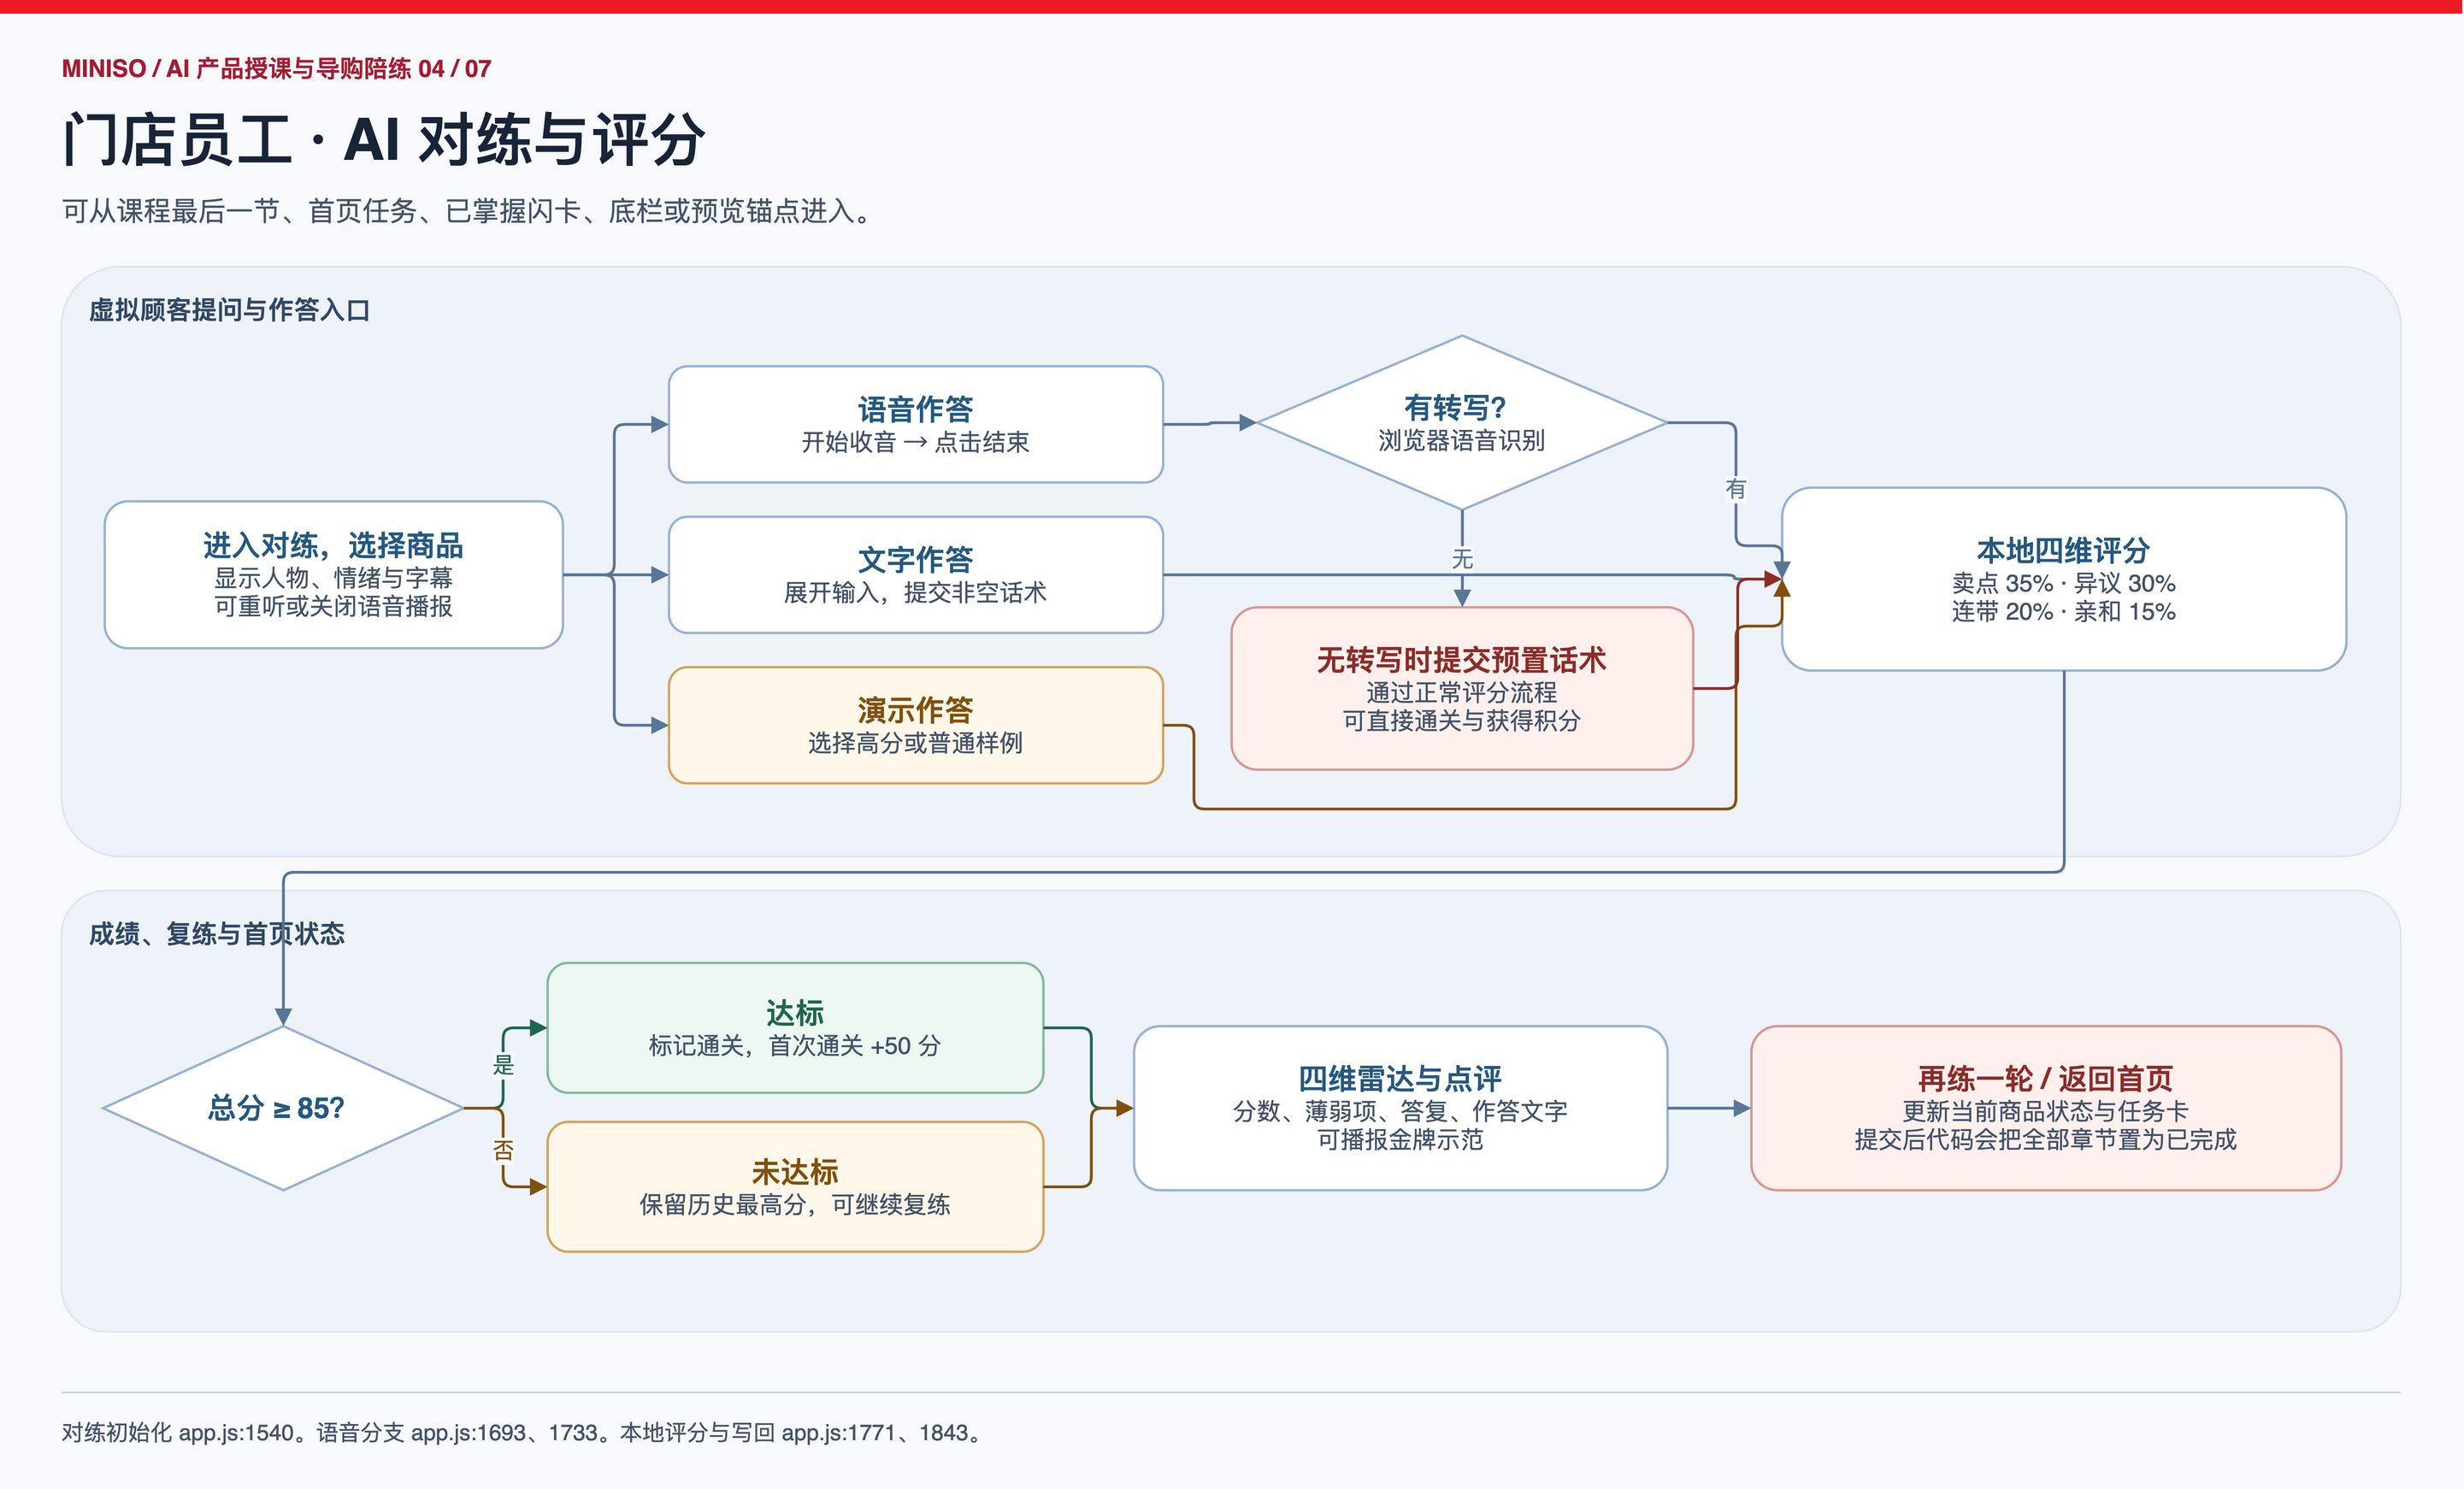 MINISO / AI 产品授课与导购陪练 04 / 07
门店员工 · AI 对练与评分
可从课程最后一节、首页任务、已掌握闪卡、底栏或预览锚点进入。
虚拟顾客提问与作答入口
进入对练，选择商品
显示人物、情绪与字幕
可重听或关闭语音播报
语音作答
开始收音 → 点击结束
文字作答
展开输入，提交非空话术
演示作答
选择高分或普通样例
有转写?
浏览器语音识别
有
无
无转写时提交预置话术
通过正常评分流程
可直接通关与获得积分
本地四维评分
卖点 35% · 异议 30%
连带 20% · 亲和 15%
成绩、复练与首页状态
总分 ≥ 85?
是
否
达标
标记通关，首次通关 +50 分
未达标
保留历史最高分，可继续复练
四维雷达与点评
分数、薄弱项、答复、作答文字
可播报金牌示范
再练一轮 / 返回首页
更新当前商品状态与任务卡
提交后代码会把全部章节置为已完成
对练初始化 app.js:1540。语音分支 app.js:1693、1733。本地评分与写回 app.js:1771、1843。